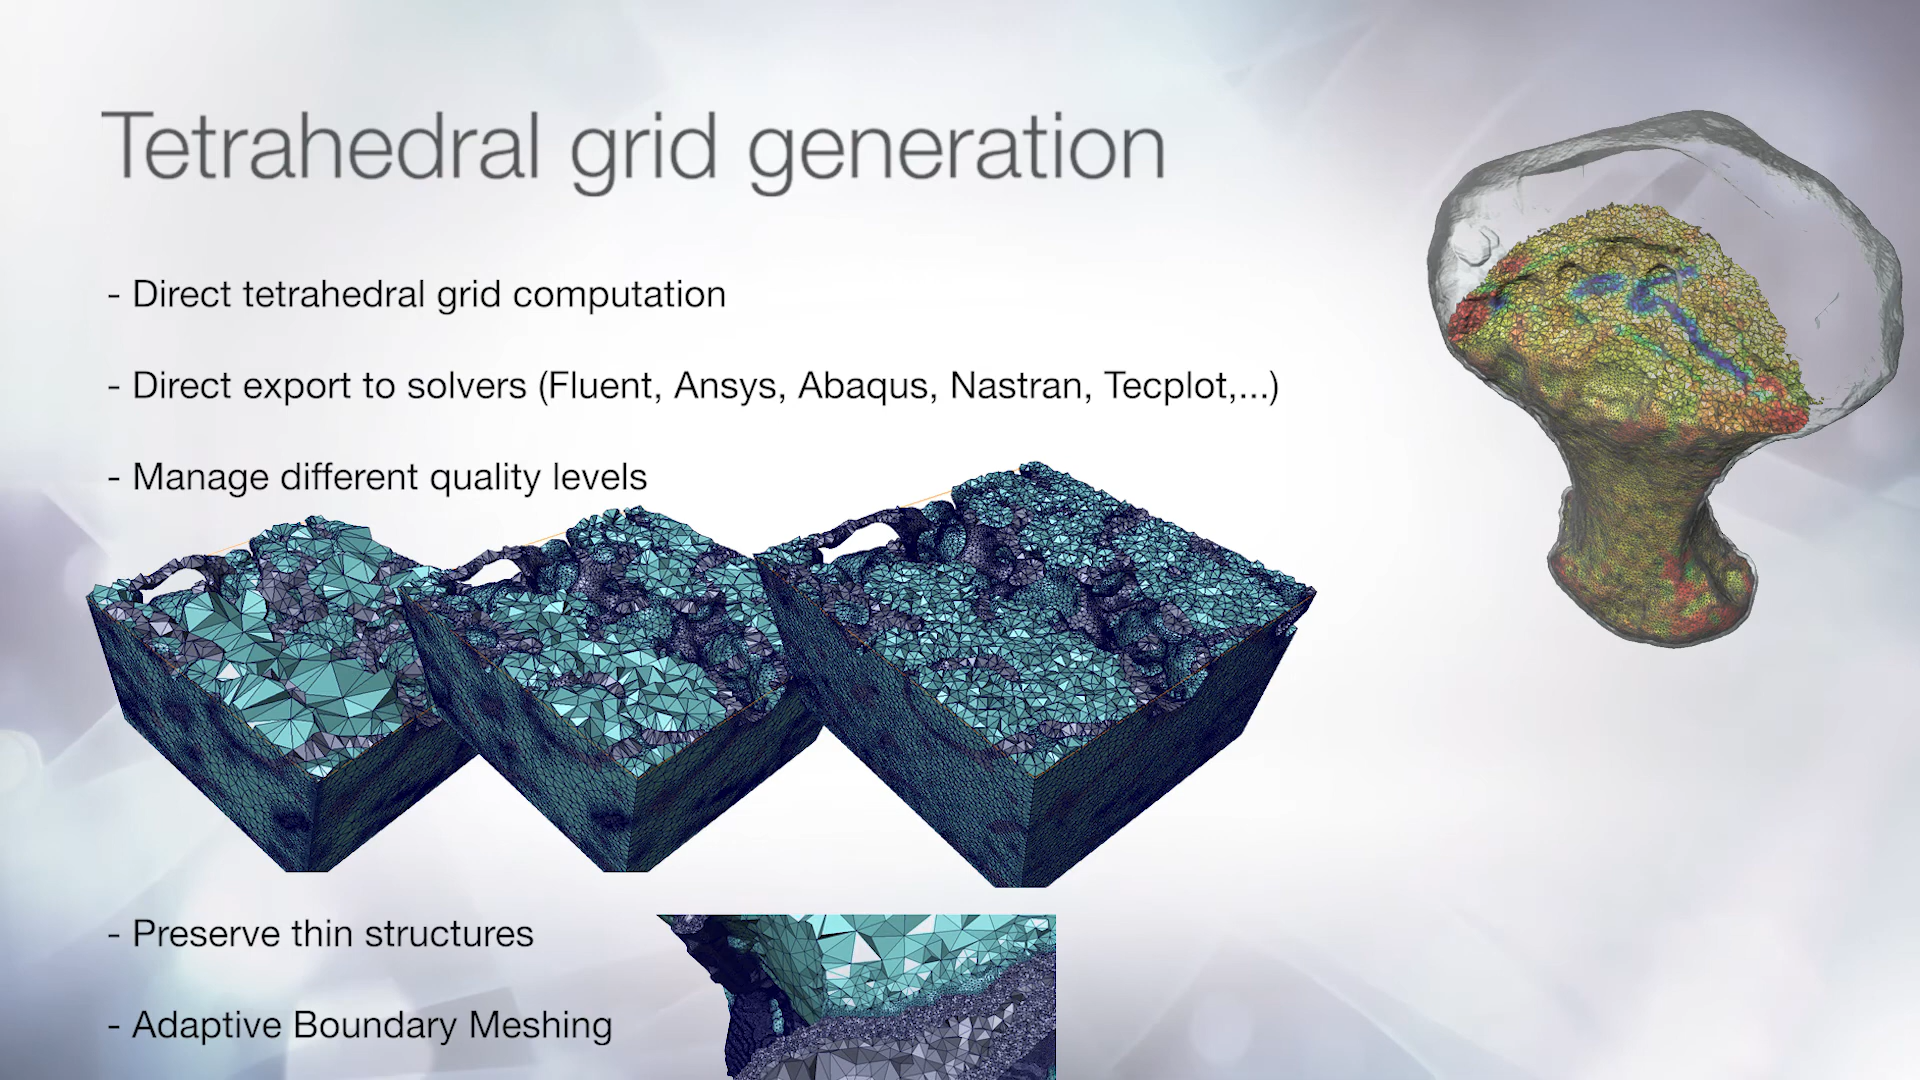 Tetrahedral grid generation
- Direct tetrahedral grid computation
- Direct export to solvers (Fluent, Ansys, Abaqus, Nastran, Tecplot,...)
- Manage different quality levels
- Preserve thin structures
- Adaptive Boundary Meshing